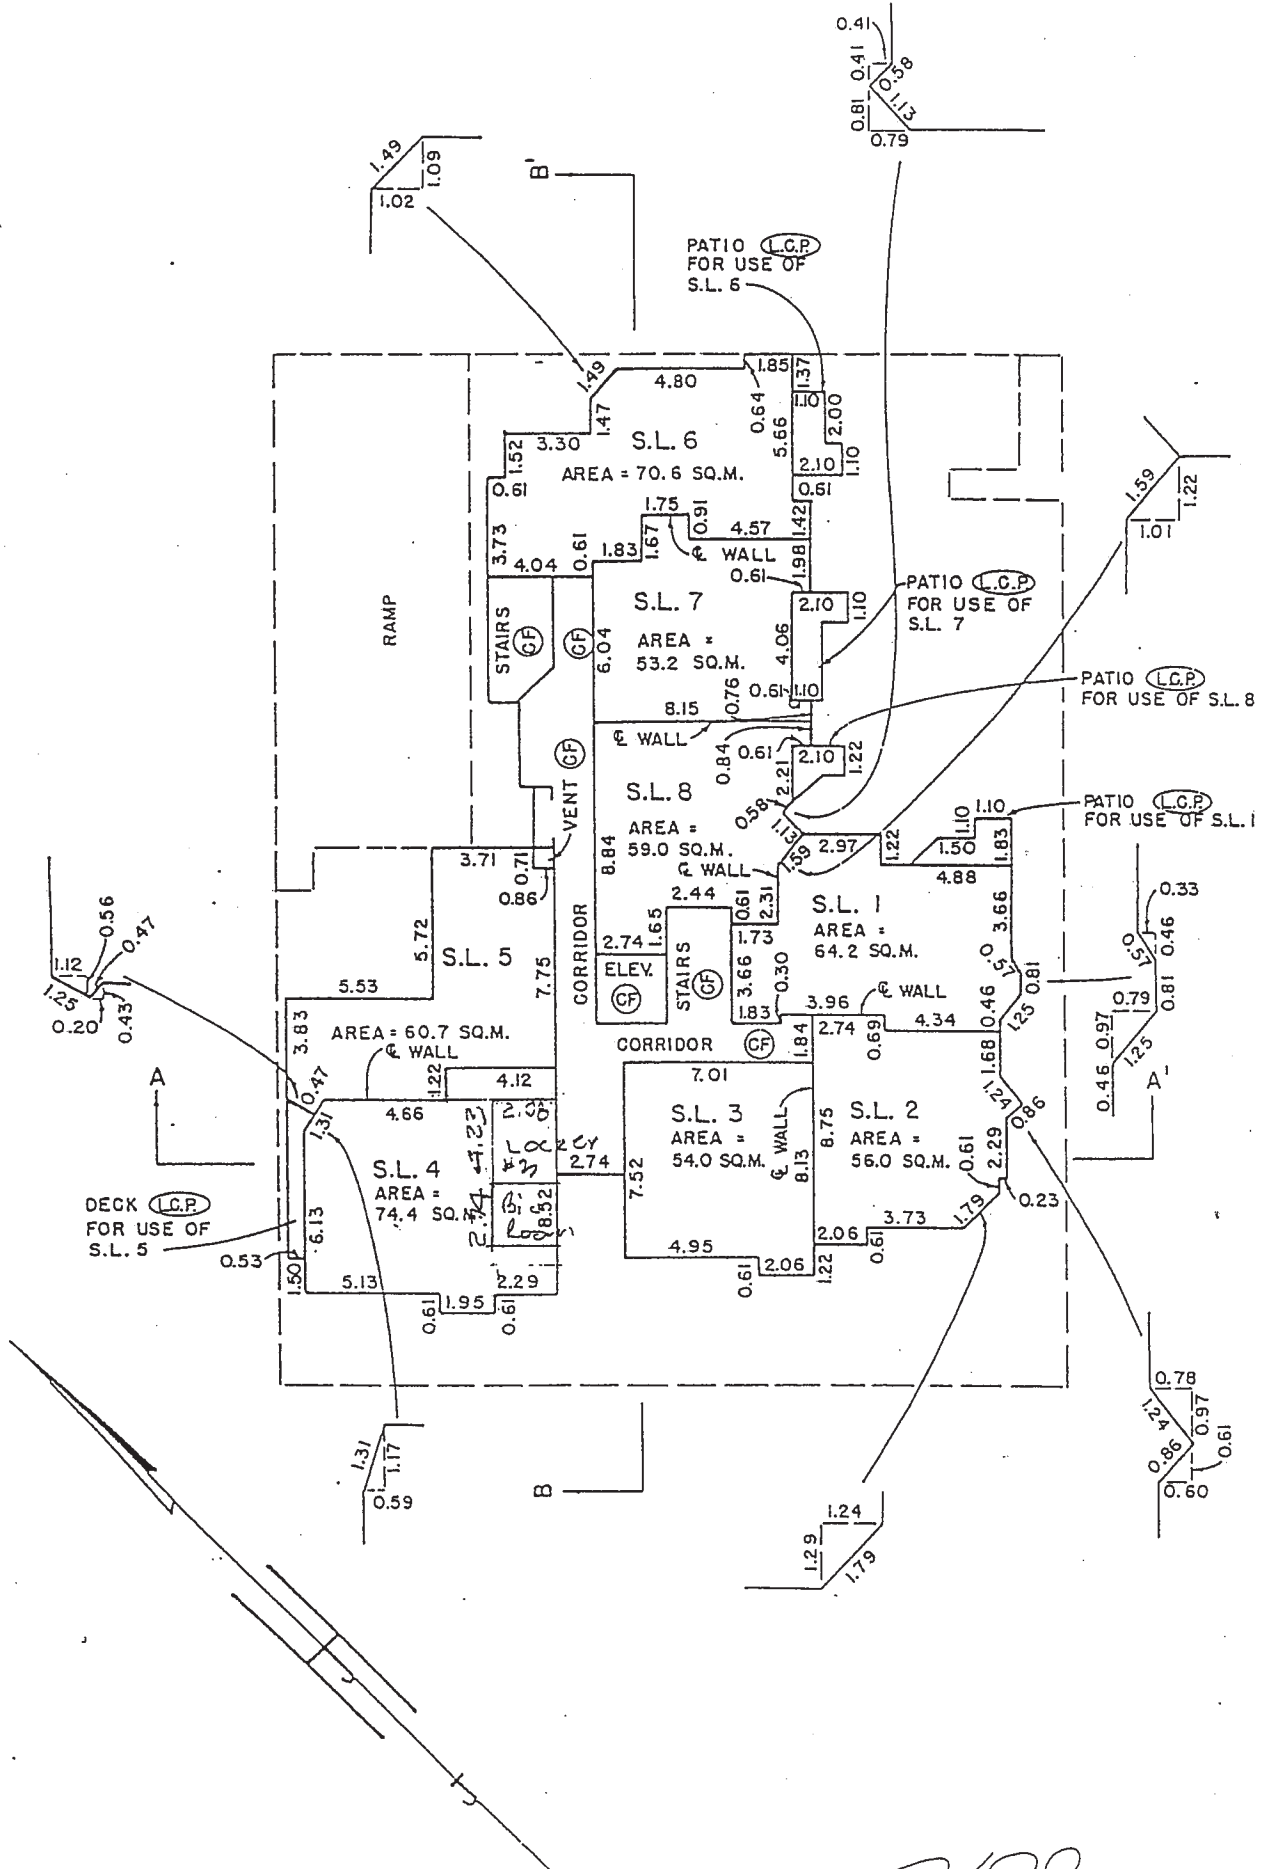 0.41
0.41
0.58
0.81
1.13
0.79
1.49
1.09
1.02
B'
PATIO L.C.P.
FOR USE OF
S.L. 6
1.49
4.80
1.85
1.37
0.64
1.10
2.00
5.66
1.47
3.30
S.L. 6
1.52
AREA = 70.6 SQ.M.
2.10
1.10
0.61
0.61
1.59
1.22
1.01
1.75
0.91
4.57
1.42
3.73
4.04
0.61
1.83
1.67
℄ WALL
1.98
0.61
RAMP
STAIRS
CF
CF
S.L. 7
2.10
1.10
PATIO L.C.P.
FOR USE OF
S.L. 7
6.04
AREA =
53.2 SQ.M.
4.06
0.61
1.10
0.76
8.15
℄ WALL
PATIO L.C.P.
FOR USE OF S.L. 8
CF
0.84
0.61
2.10
1.22
2.21
S.L. 8
VENT
0.58
1.13
AREA =
59.0 SQ.M.
8.84
℄ WALL
1.59
2.97
1.22
1.10
1.10
1.50
1.83
PATIO L.C.P.
FOR USE OF S.L. 1
4.88
3.71
0.71
0.86
2.44
0.61
2.31
S.L. 1
AREA =
64.2 SQ.M.
3.66
0.33
0.46
0.57
0.81
0.79
0.97
1.25
0.46
0.56
0.47
1.12
1.25
0.20
0.43
5.72
S.L. 5
7.75
CORRIDOR
2.74
1.65
1.73
ELEV.
CF
STAIRS
CF
3.66
0.30
0.57
0.81
0.46
1.25
5.53
3.83
AREA = 60.7 SQ.M.
℄ WALL
1.83
3.96
℄ WALL
2.74
0.69
4.34
CORRIDOR
CF
1.84
1.68
A
0.47
1.22
4.12
7.01
1.24
0.86
A'
1.31
4.66
4.23
2.08
Locker
#3
2.74
S.L. 3
AREA =
54.0 SQ.M.
℄ WALL
8.13
8.75
S.L. 2
AREA =
56.0 SQ.M.
0.61
2.29
S.L. 4
AREA =
74.4 SQ.M
2.74
8.52
7.52
0.23
1.79
DECK L.C.P.
FOR USE OF
S.L. 5
6.13
0.53
1.50
5.13
2.29
0.61
1.95
0.61
4.95
0.61
2.06
1.22
2.06
0.61
3.73
1.31
1.17
0.59
B
1.24
1.29
1.79
0.78
1.24
0.97
0.86
0.61
0.60